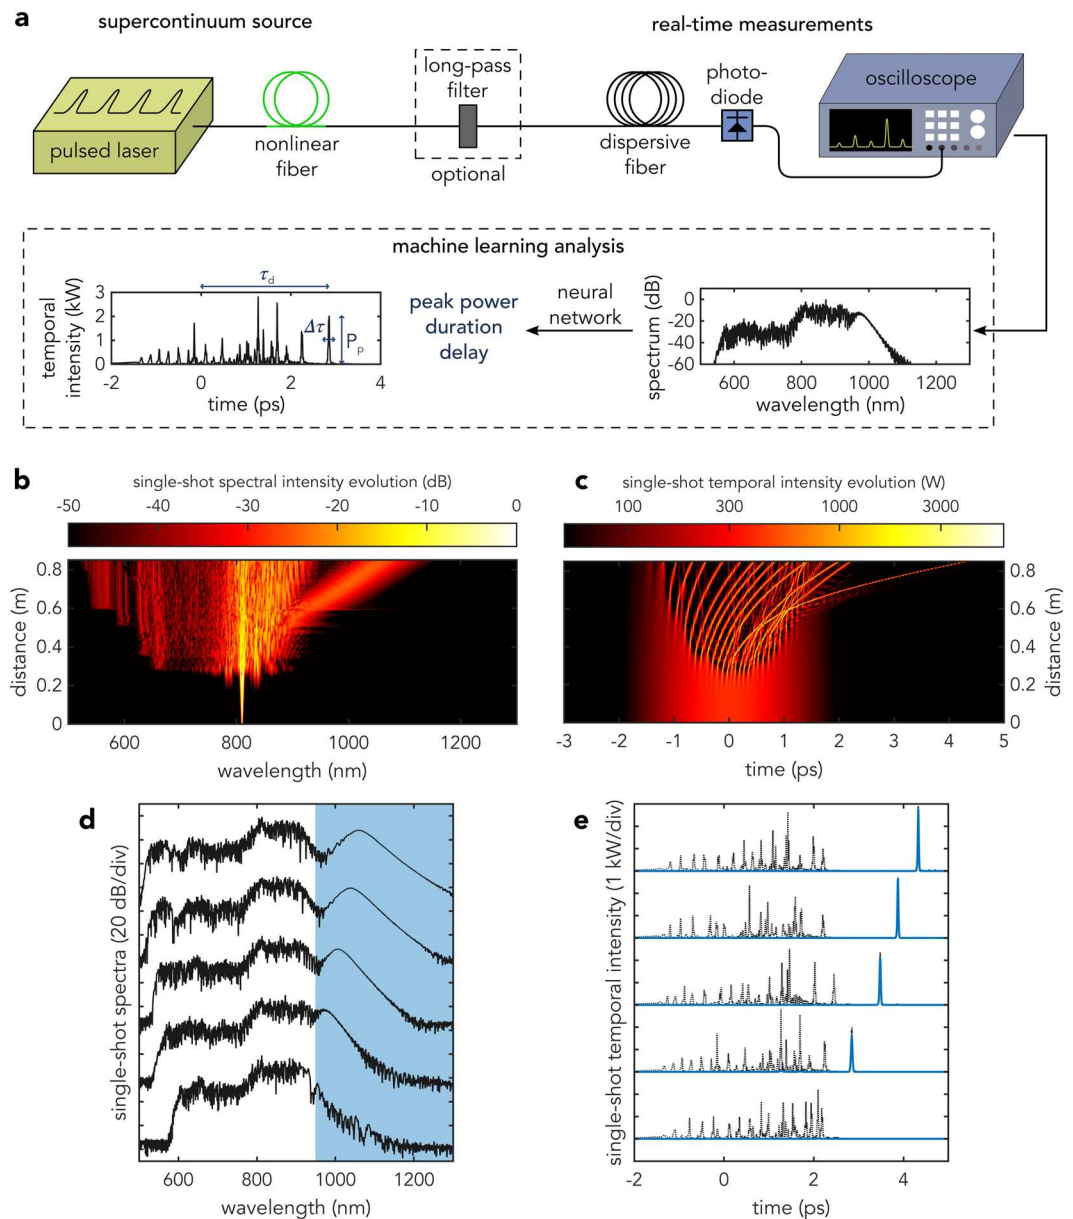 a
supercontinuum source
real-time measurements
pulsed laser
nonlinear
fiber
long-pass
filter
optional
dispersive
fiber
photo-
diode
oscilloscope
machine learning analysis
temporal
intensity (kW)
3
2
1
0
-2
0
2
4
time (ps)
τd
Δτ
Pp
peak power
duration
delay
neural
network
spectrum (dB)
0
-20
-40
-60
600
800
1000
1200
wavelength (nm)
b
single-shot spectral intensity evolution (dB)
-50
-40
-30
-20
-10
0
distance (m)
0.8
0.6
0.4
0.2
0
600
800
1000
1200
wavelength (nm)
c
single-shot temporal intensity evolution (W)
100
300
1000
3000
0.8
0.6
0.4
0.2
0
distance (m)
-3
-2
-1
0
1
2
3
4
5
time (ps)
d
single-shot spectra (20 dB/div)
600
800
1000
1200
wavelength (nm)
e
single-shot temporal intensity (1 kW/div)
-2
0
2
4
time (ps)